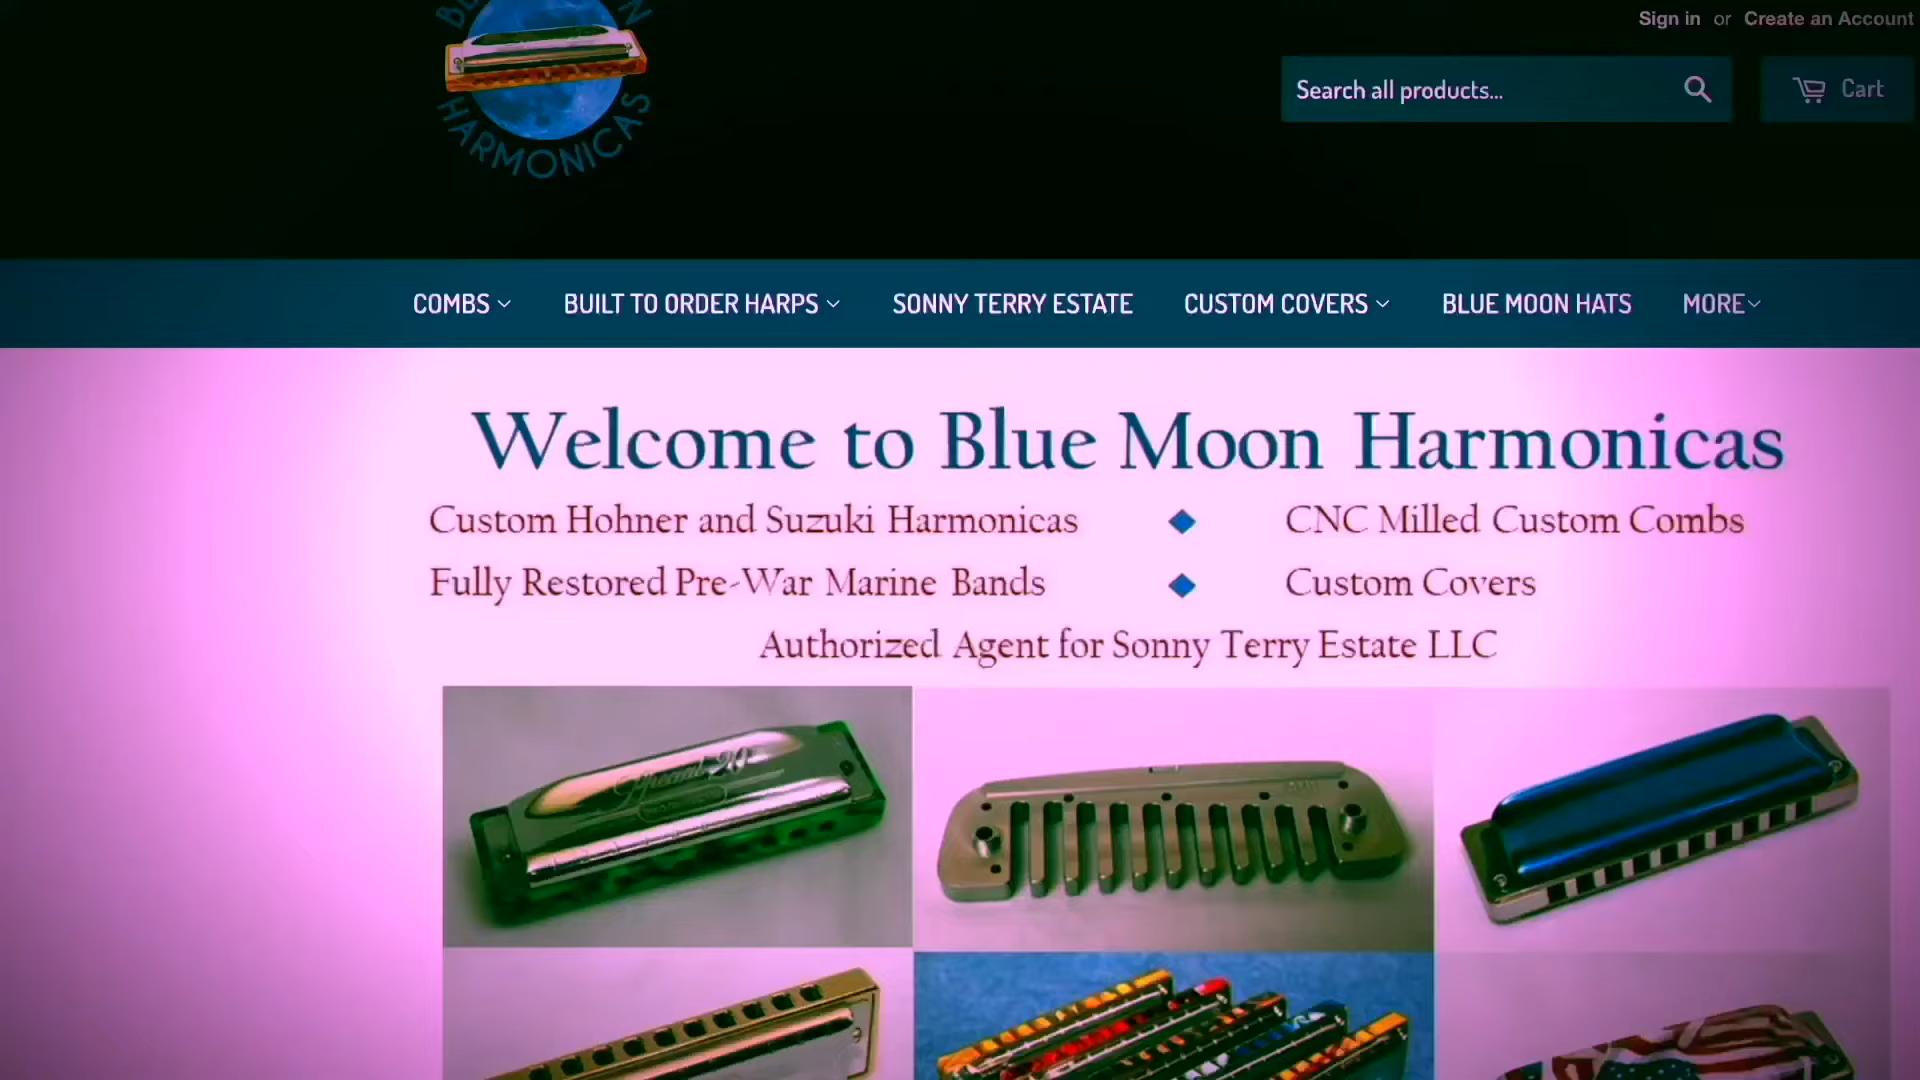 Sign in or Create an Account
HARMONICAS
Search all products...
Cart
COMBS
BUILT TO ORDER HARPS
SONNY TERRY ESTATE
CUSTOM COVERS
BLUE MOON HATS
MORE
Welcome to Blue Moon Harmonicas
Custom Hohner and Suzuki Harmonicas
CNC Milled Custom Combs
Fully Restored Pre-War Marine Bands
Custom Covers
Authorized Agent for Sonny Terry Estate LLC
Special 20